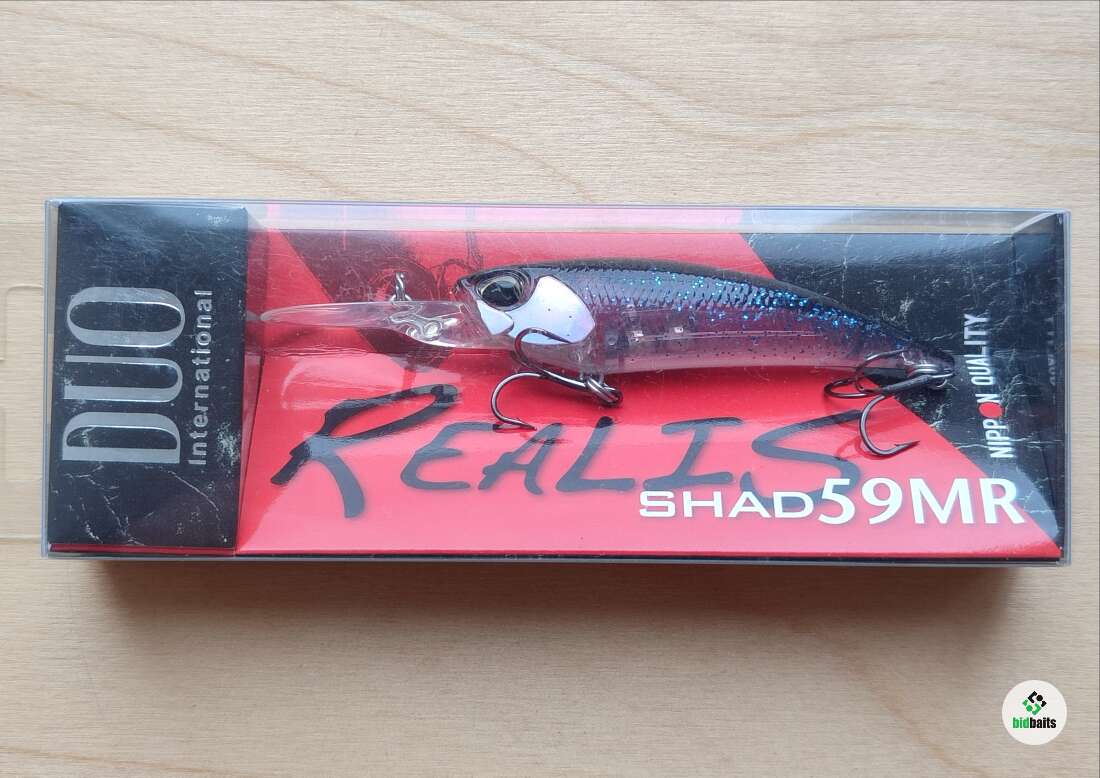 DUO
International
REALIS
SHAD59MR
NIPPON QUALITY
bidbaits